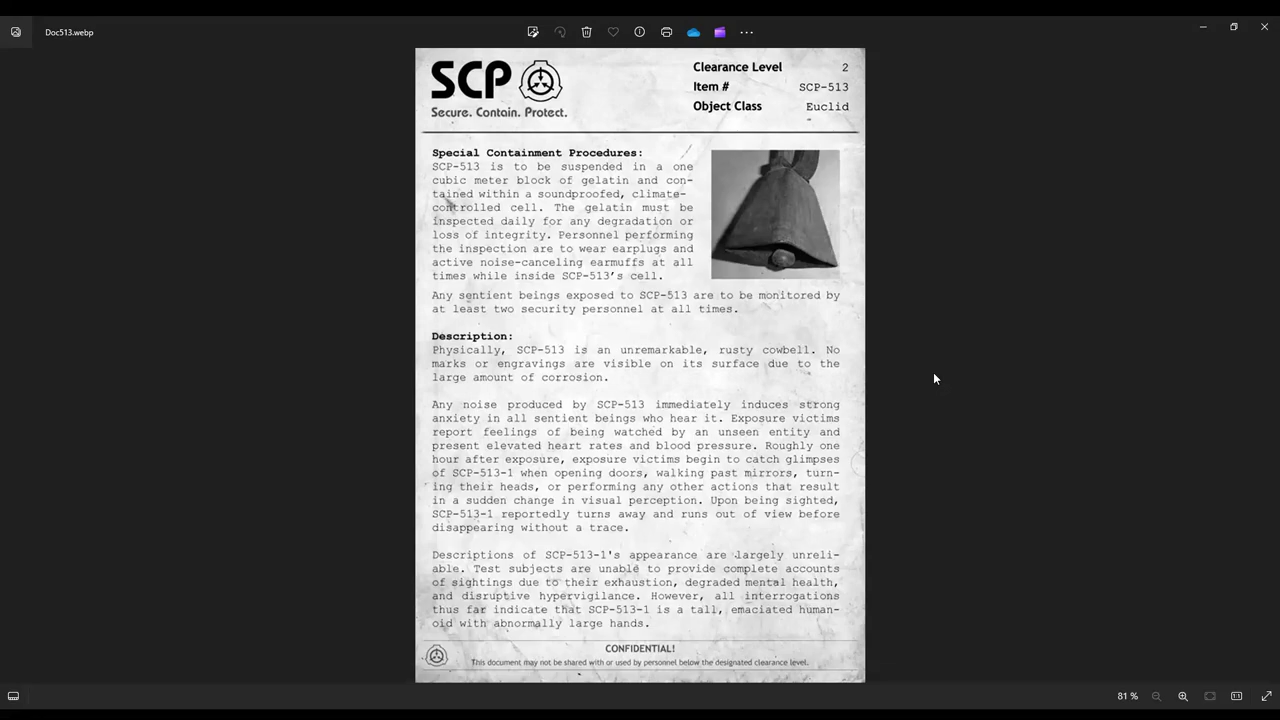 Doc513.webp
SCP
Secure. Contain. Protect.
Clearance Level 2
Item # SCP-513
Object Class Euclid
Special Containment Procedures:
SCP-513 is to be suspended in a one
cubic meter block of gelatin and con-
tained within a soundproofed, climate-
controlled cell. The gelatin must be
inspected daily for any degradation or
loss of integrity. Personnel performing
the inspection are to wear earplugs and
active noise-canceling earmuffs at all
times while inside SCP-513's cell.
Any sentient beings exposed to SCP-513 are to be monitored by
at least two security personnel at all times.
Description:
Physically, SCP-513 is an unremarkable, rusty cowbell. No
marks or engravings are visible on its surface due to the
large amount of corrosion.
Any noise produced by SCP-513 immediately induces strong
anxiety in all sentient beings who hear it. Exposure victims
report feelings of being watched by an unseen entity and
present elevated heart rates and blood pressure. Roughly one
hour after exposure, exposure victims begin to catch glimpses
of SCP-513-1 when opening doors, walking past mirrors, turn-
ing their heads, or performing any other actions that result
in a sudden change in visual perception. Upon being sighted,
SCP-513-1 reportedly turns away and runs out of view before
disappearing without a trace.
Descriptions of SCP-513-1's appearance are largely unreli-
able. Test subjects are unable to provide complete accounts
of sightings due to their exhaustion, degraded mental health,
and disruptive hypervigilance. However, all interrogations
thus far indicate that SCP-513-1 is a tall, emaciated human-
oid with abnormally large hands.
CONFIDENTIAL!
This document may not be shared with or used by personnel below the designated clearance level.
81 %